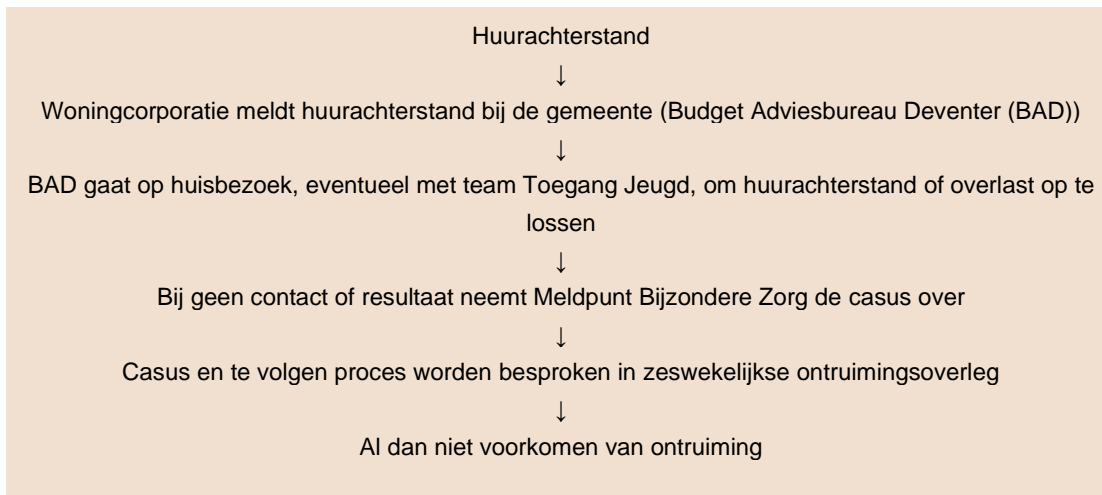 Huurachterstand
↓
Woningcorporatie meldt huurachterstand bij de gemeente (Budget Adviesbureau Deventer (BAD))
↓
BAD gaat op huisbezoek, eventueel met team Toegang Jeugd, om huurachterstand of overlast op te
lossen
↓
Bij geen contact of resultaat neemt Meldpunt Bijzondere Zorg de casus over
↓
Casus en te volgen proces worden besproken in zeswekelijkse ontruimingsoverleg
↓
Al dan niet voorkomen van ontruiming